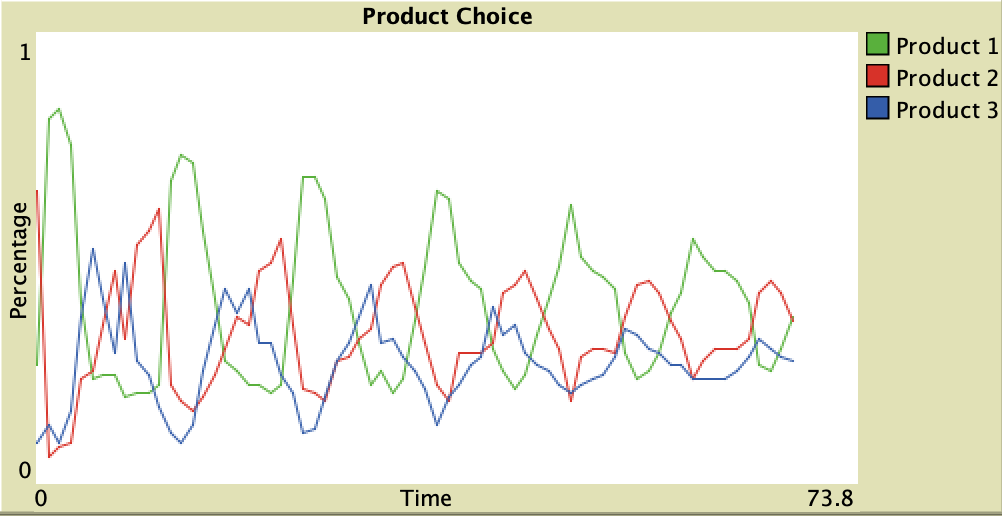 Product Choice
1
Percentage
0
0
Time
73.8
Product 1
Product 2
Product 3